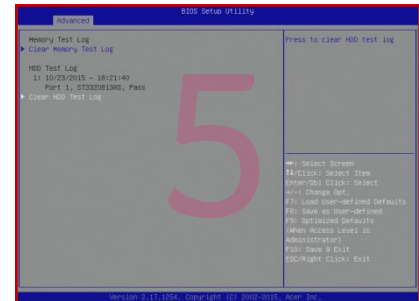 BIOS Setup Utility
Advanced
Memory Test Log
Clear Memory Test Log
HDD Test Log
1: 10/23/2015 - 18:21:40
Port 1, ST3320813AS, Pass
Clear HDD Test Log
5
Press to clear HDD test log
↔: Select Screen
↑↓/Click: Select Item
Enter/Dbl Click: Select
+/-: Change Opt.
F7: Load User-defined Defaults
F8: Save as User-defined
F9: Optimized Defaults
(When Access Level is
Administrator)
F10: Save & Exit
ESC/Right Click: Exit
Version 2.17.1254. Copyright (C) 2002-2015, Acer Inc.